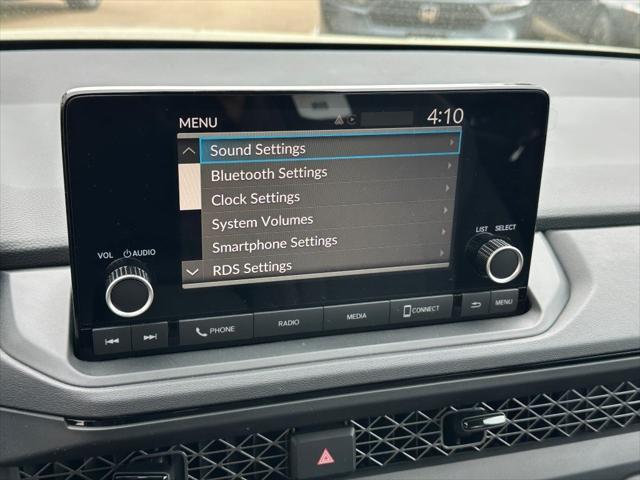 MENU 4:10
Sound Settings
Bluetooth Settings
Clock Settings
System Volumes
Smartphone Settings
RDS Settings
VOL AUDIO
LIST SELECT
PHONE RADIO MEDIA CONNECT MENU